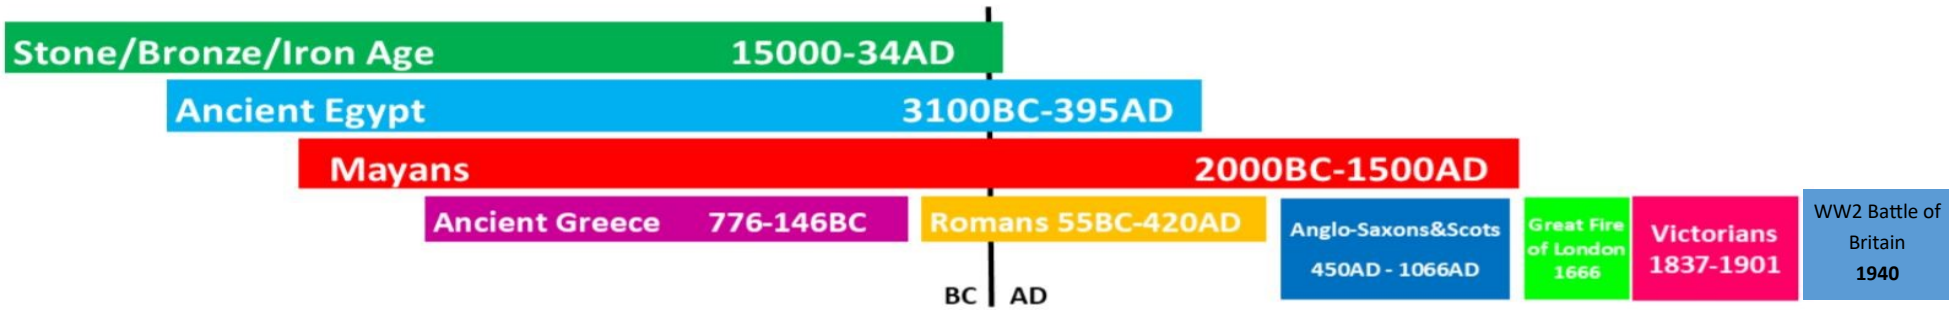 Stone/Bronze/Iron Age 15000-34AD
Ancient Egypt 3100BC-395AD
Mayans 2000BC-1500AD
Ancient Greece 776-146BC
Romans 55BC-420AD
Anglo-Saxons&Scots
450AD - 1066AD
Great Fire
of London
1666
Victorians
1837-1901
WW2 Battle of
Britain
1940
BC AD